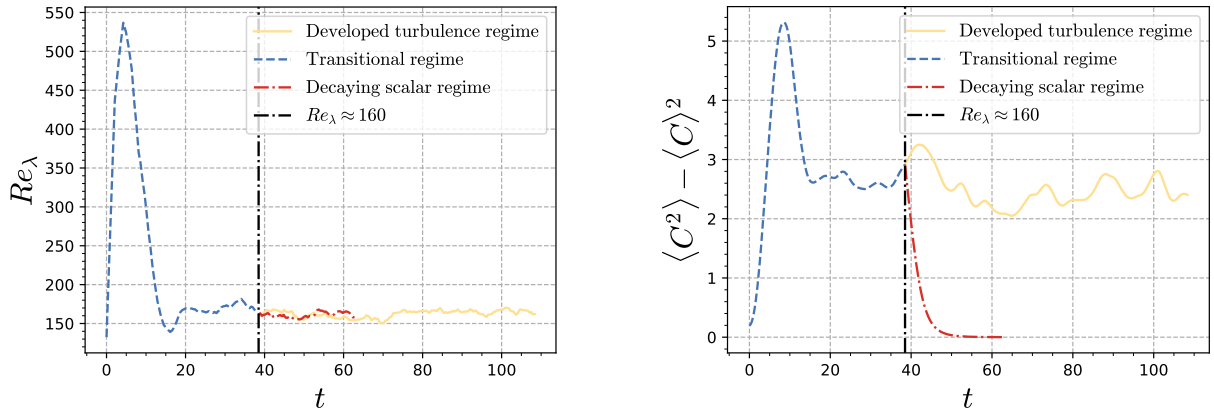 550
500
450
400
350
300
250
200
150
0
20
40
60
80
100
Re_λ
t
Developed turbulence regime
Transitional regime
Decaying scalar regime
Re_λ ≈ 160
5
4
3
2
1
0
0
20
40
60
80
100
⟨C²⟩ − ⟨C⟩²
t
Developed turbulence regime
Transitional regime
Decaying scalar regime
Re_λ ≈ 160